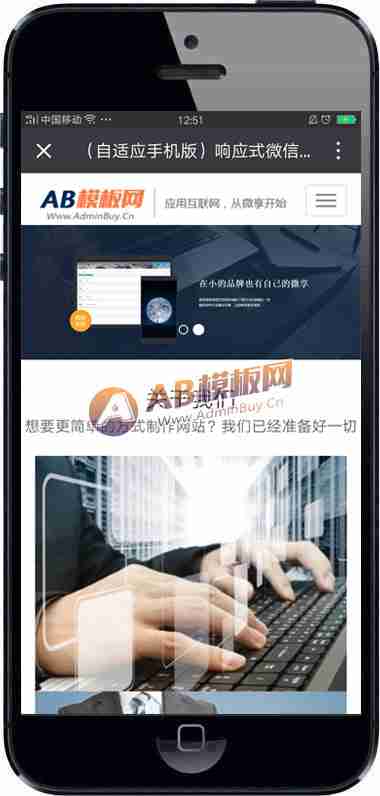 中国移动 12:51
（自适应手机版）响应式微信...
AB模板网
www.AdminBuy.Cn
应用互联网，从微享开始
在小的品牌也有自己的微享
关于我们
AB模板网
www.AdminBuy.Cn
想要更简单的方式制作网站？我们已经准备好一切